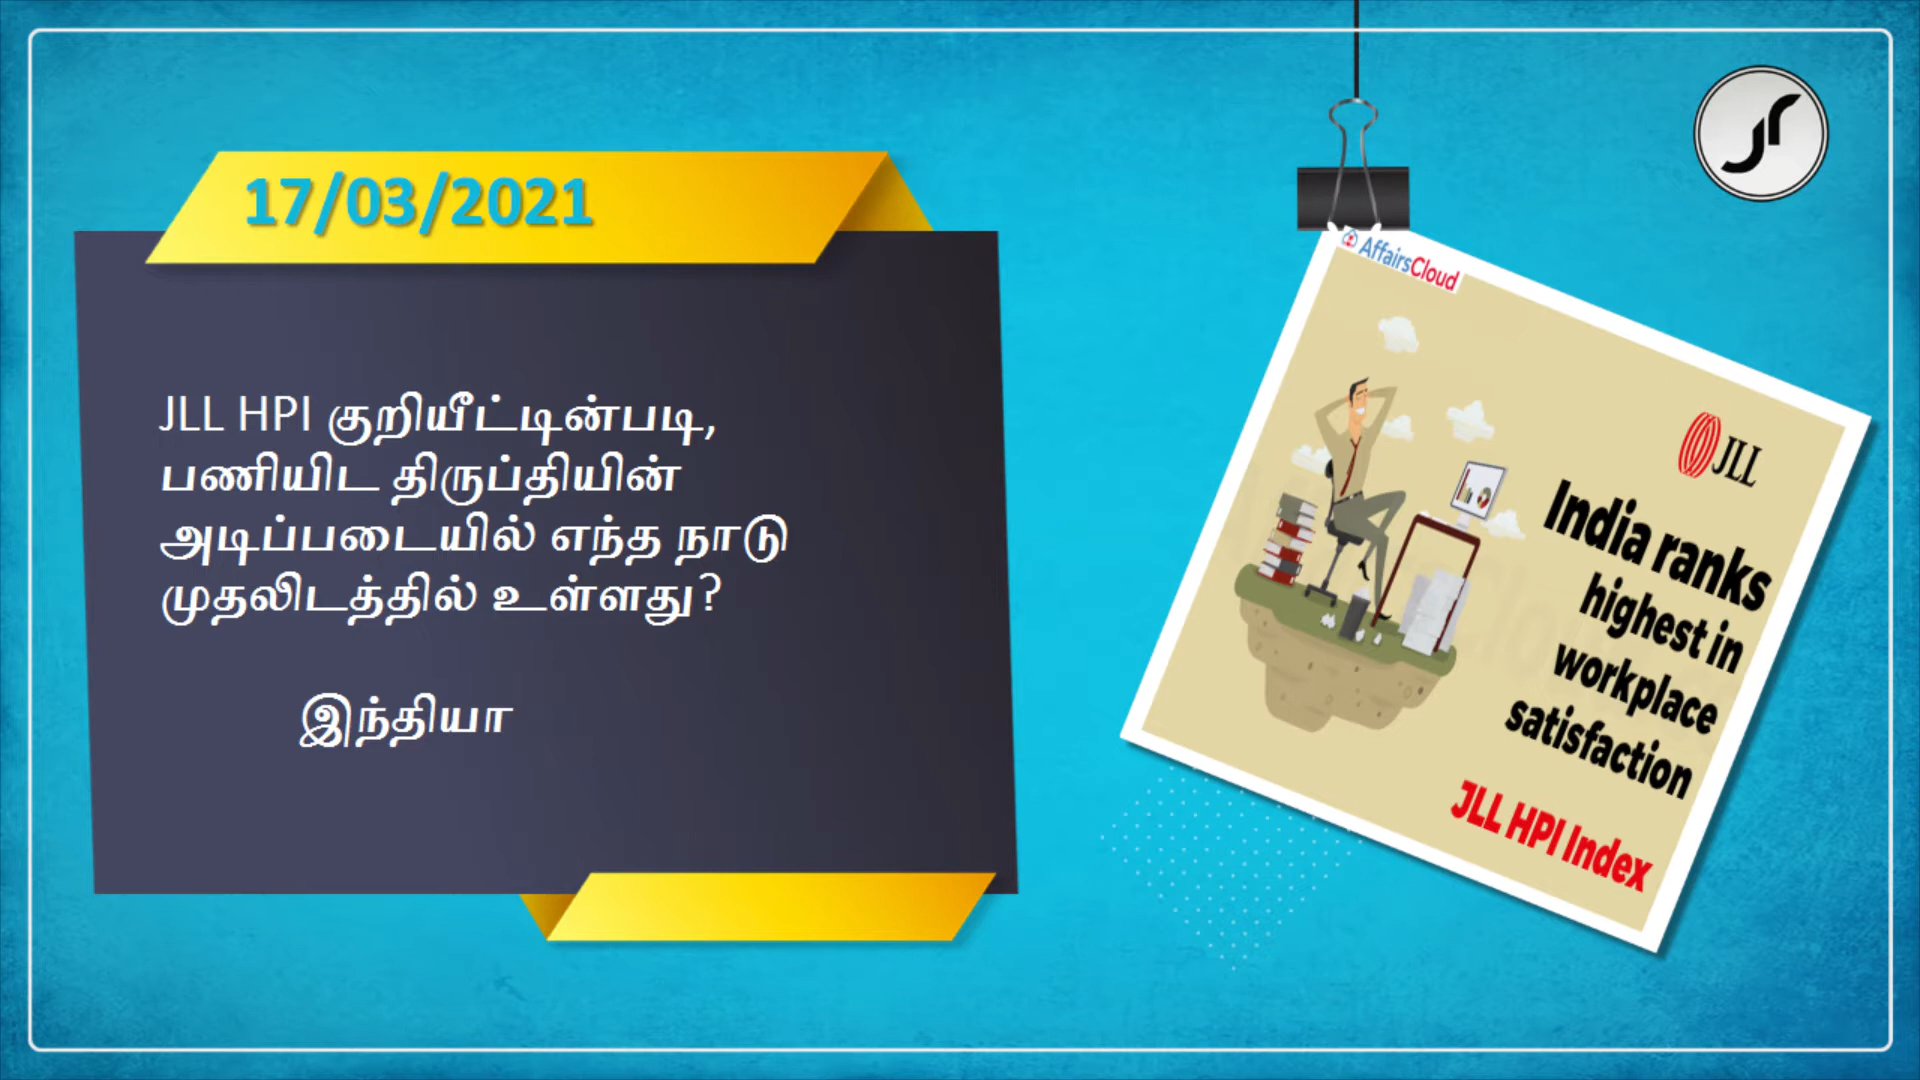 17/03/2021
JLL HPI குறியீட்டின்படி,
பணியிட திருப்தியின்
அடிப்படையில் எந்த நாடு
முதலிடத்தில் உள்ளது?
இந்தியா
AffairsCloud
JLL
India ranks
highest in
workplace
satisfaction
JLL HPI Index